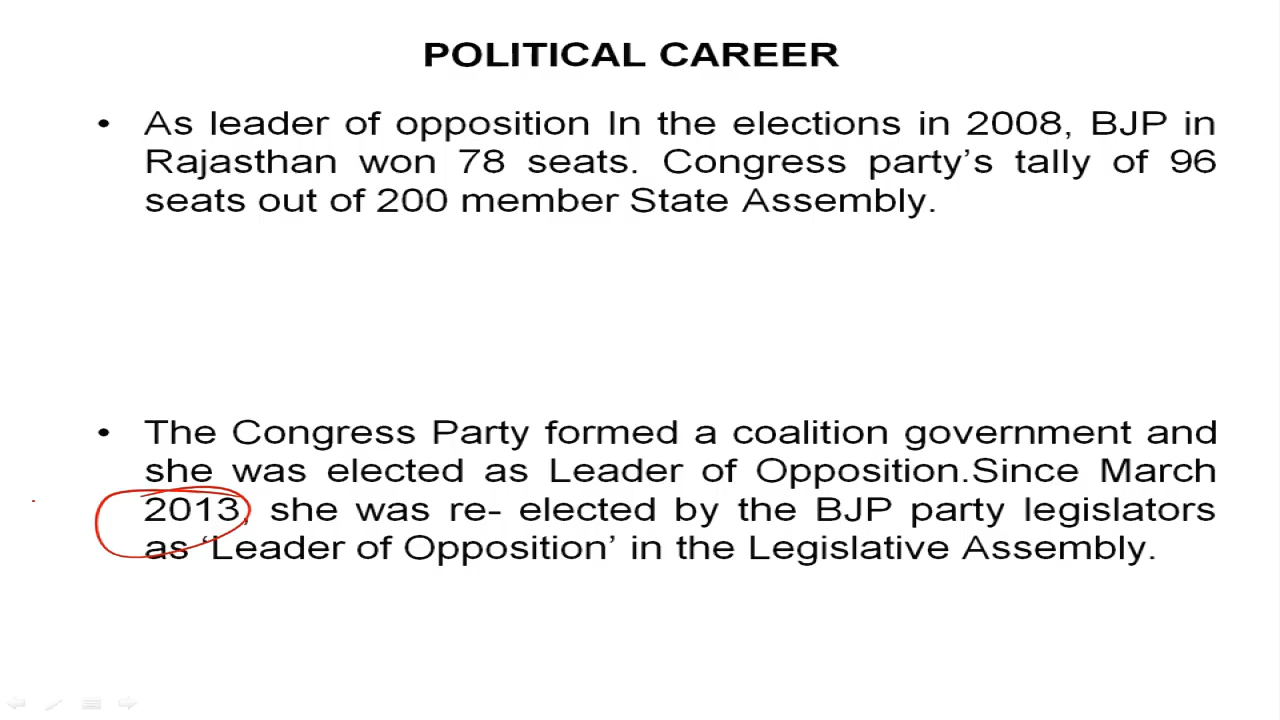 POLITICAL CAREER
• As leader of opposition In the elections in 2008, BJP in
Rajasthan won 78 seats. Congress party’s tally of 96
seats out of 200 member State Assembly.
• The Congress Party formed a coalition government and
she was elected as Leader of Opposition.Since March
2013, she was re- elected by the BJP party legislators
as ‘Leader of Opposition’ in the Legislative Assembly.